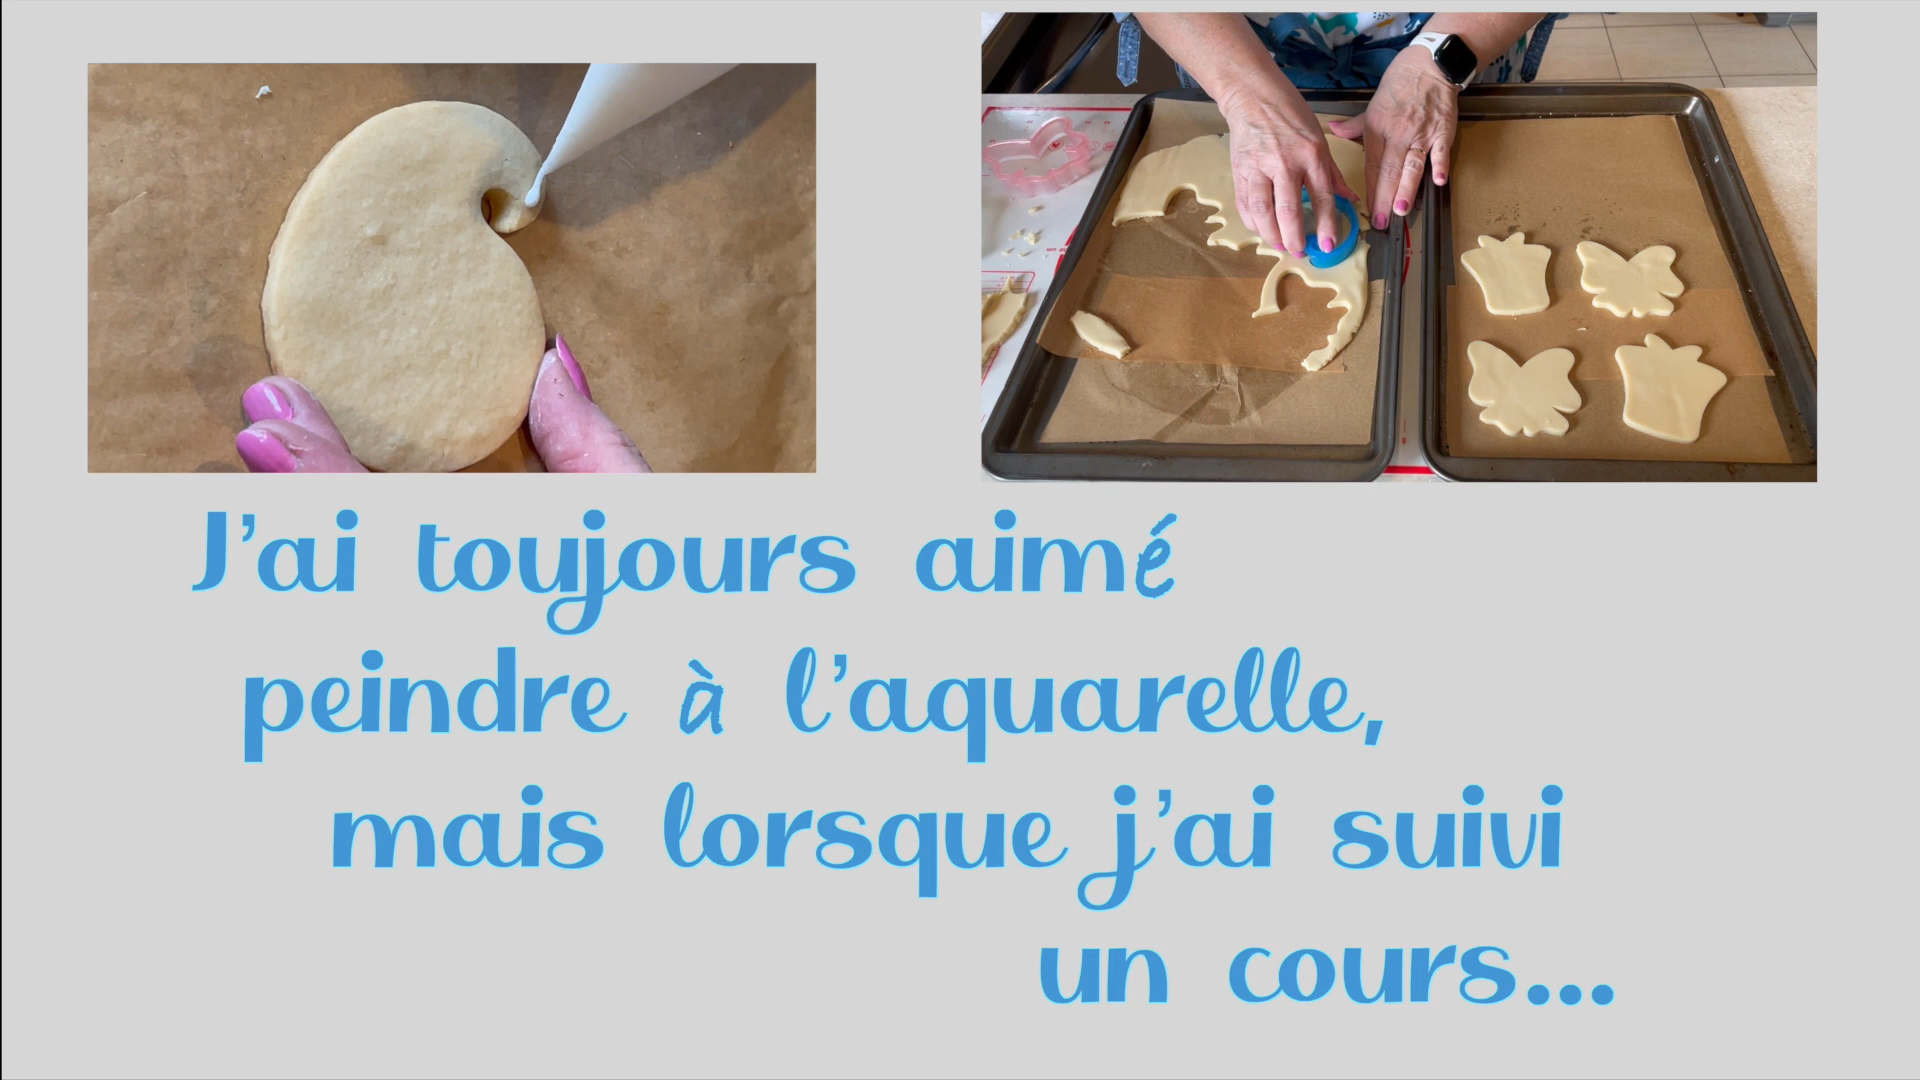 J'ai toujours aimé
peindre à l'aquarelle,
mais lorsque j'ai suivi
un cours...